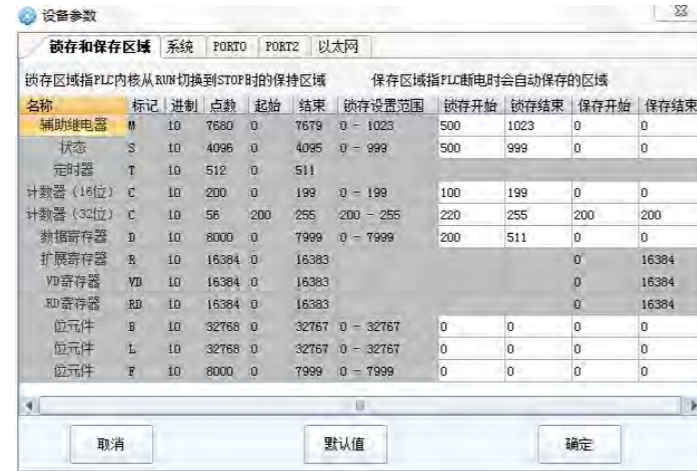 设备参数
锁存和保存区域 系统 PORT0 PORT2 以太网
锁存区域指PLC内核从RUN切换到STOP时的保持区域 保存区域指PLC断电时会自动保存的区域
名称 标记 进制 点数 起始 结束 锁存设置范围 锁存开始 锁存结束 保存开始 保存结束
辅助继电器 M 10 7680 0 7679 0 - 1023 500 1023 0 0
状态 S 10 4096 0 4095 0 - 999 500 999 0 0
定时器 T 10 512 0 511
计数器（16位） C 10 200 0 199 0 - 199 100 199 0 0
计数器（32位） C 10 56 200 255 200 - 255 220 255 200 200
数据寄存器 D 10 8000 0 7999 0 - 7999 200 511 0 0
扩展寄存器 R 10 16384 0 16383 0 16384
VD寄存器 VD 10 16384 0 16383 0 16384
RD寄存器 RD 10 16384 0 16383 0 16384
位元件 B 10 32768 0 32767 0 - 32767 0 0 0 0
位元件 L 10 32768 0 32767 0 - 32767 0 0 0 0
位元件 F 10 8000 0 7999 0 - 7999 0 0 0 0
取消 默认值 确定